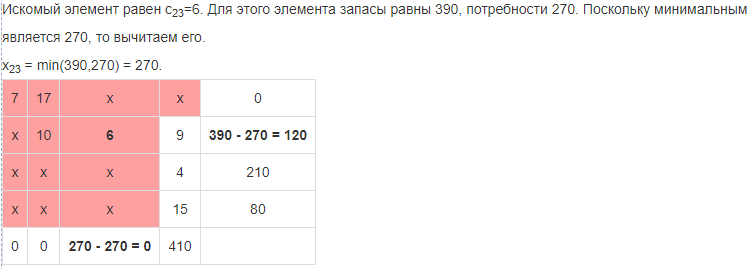 Искомый элемент равен c23=6. Для этого элемента запасы равны 390, потребности 270. Поскольку минимальным
является 270, то вычитаем его.
x23 = min(390,270) = 270.
7 17 x x 0
x 10 6 9 390 - 270 = 120
x x x 4 210
x x x 15 80
0 0 270 - 270 = 0 410